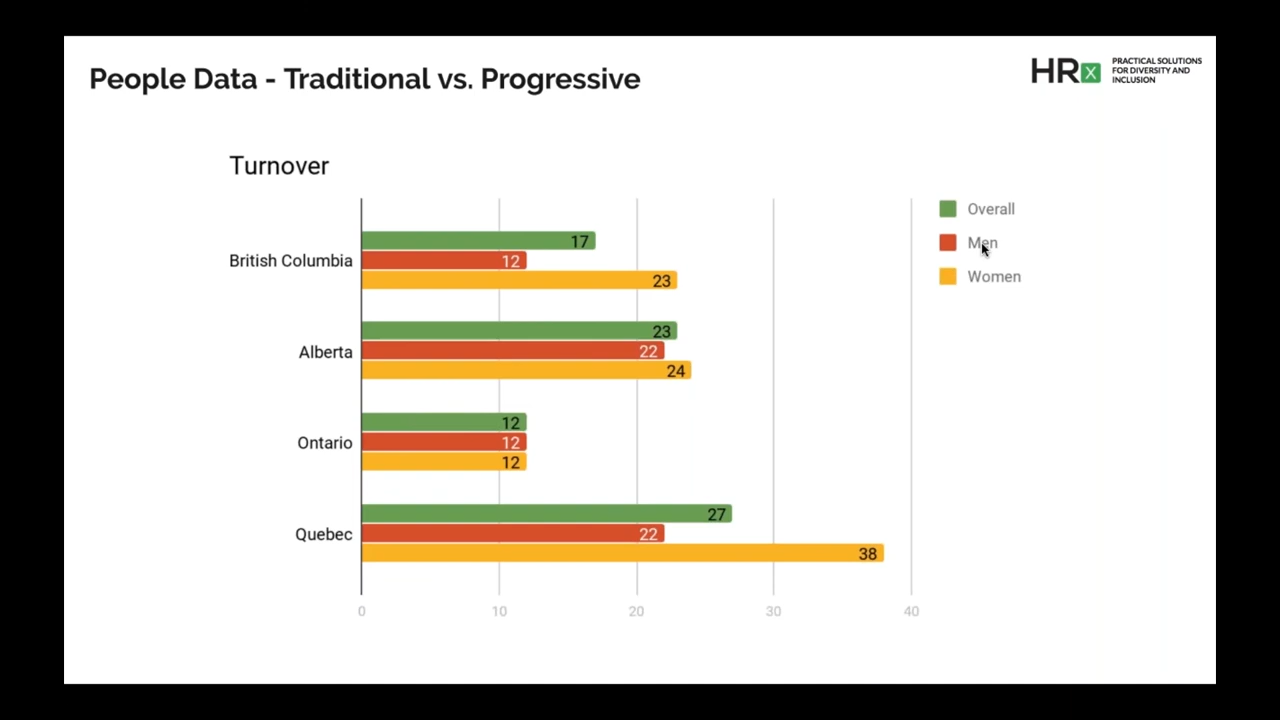 People Data - Traditional vs. Progressive
HRx
PRACTICAL SOLUTIONS
FOR DIVERSITY AND
INCLUSION
Turnover
Overall
Men
Women
British Columbia
17
12
23
Alberta
23
22
24
Ontario
12
12
12
Quebec
27
22
38
0 10 20 30 40